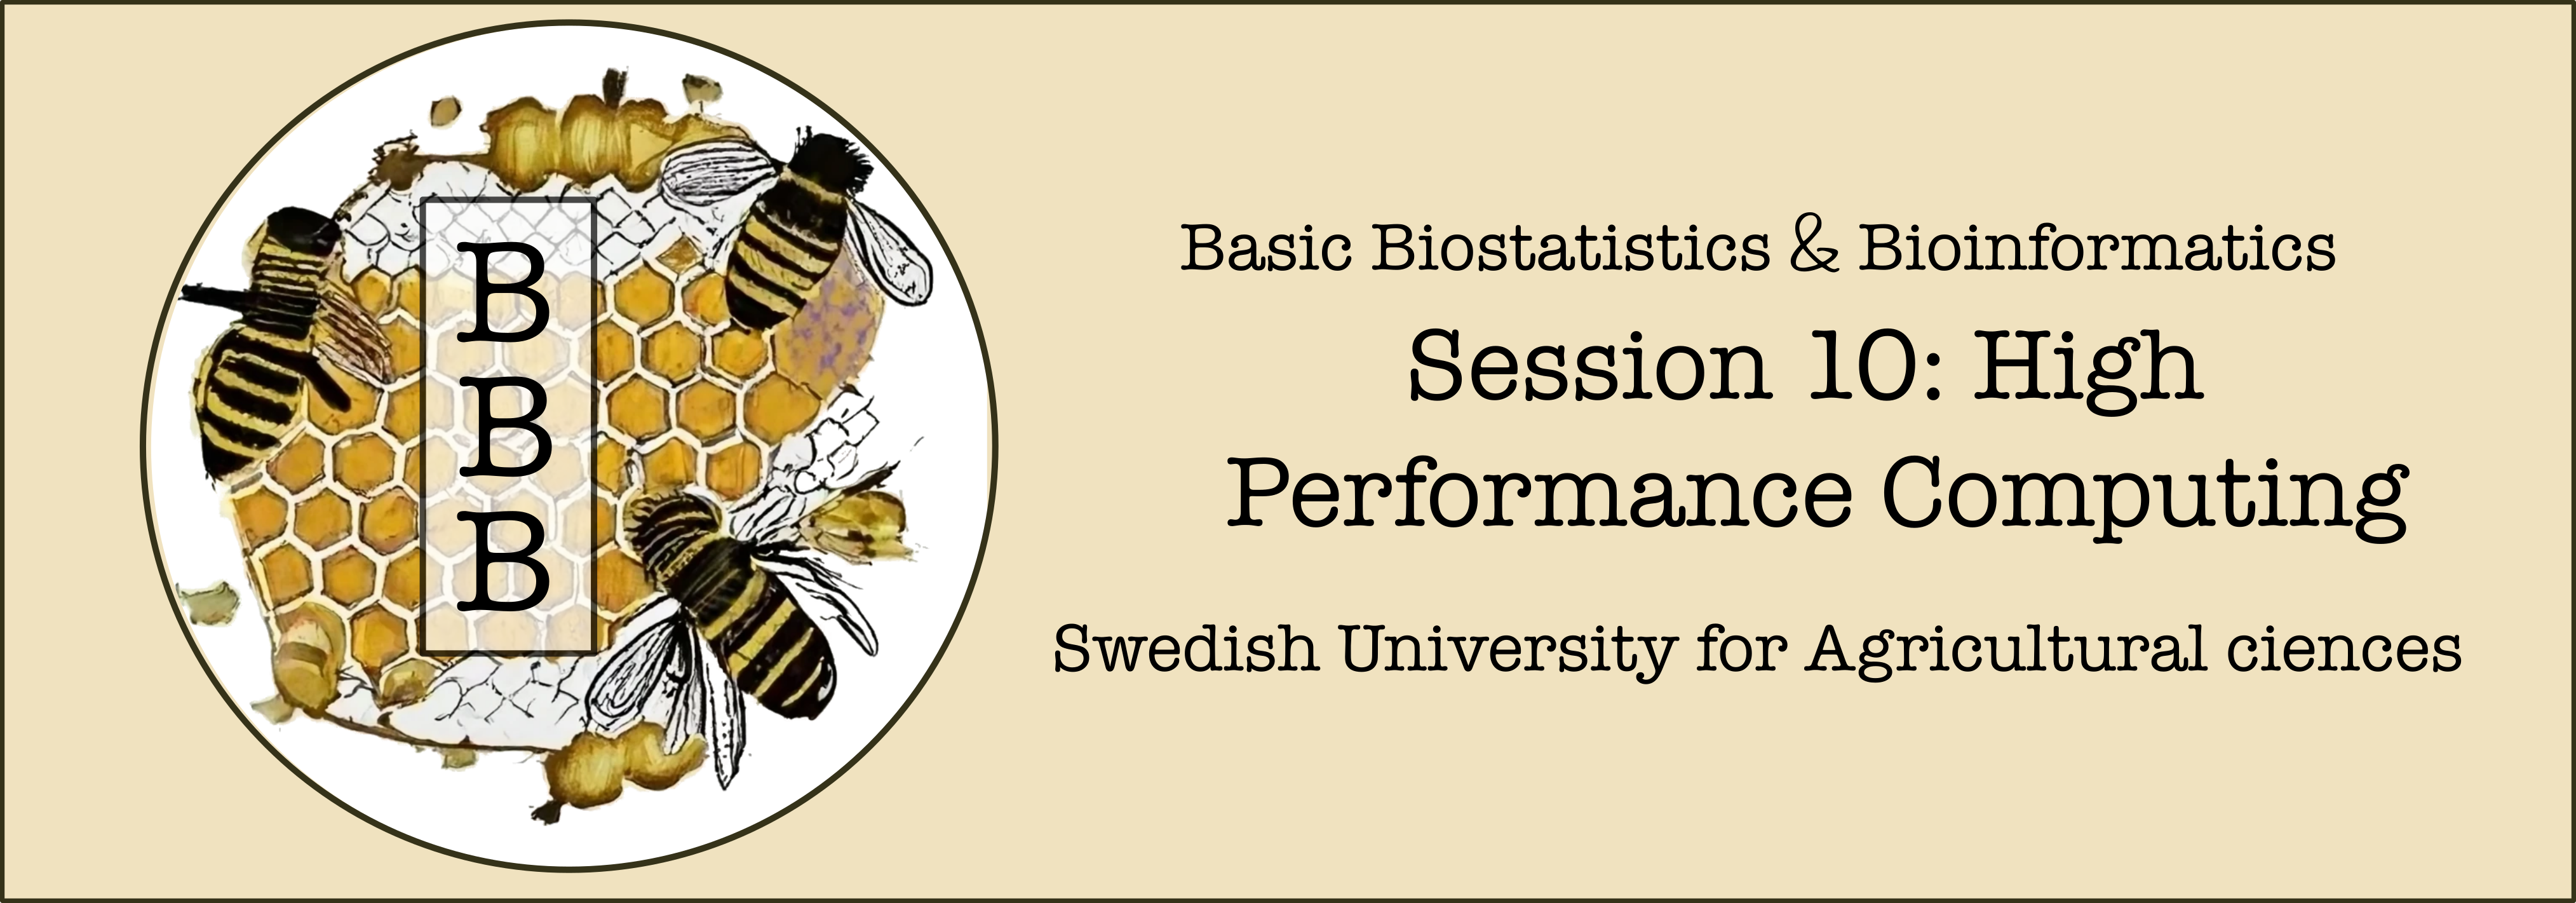 B
B
B
Basic Biostatistics & Bioinformatics
Session 10: High
Performance Computing
Swedish University for Agricultural ciences